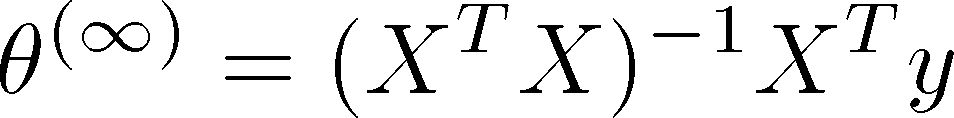 θ^(∞) = (X^T X)^−1 X^T y